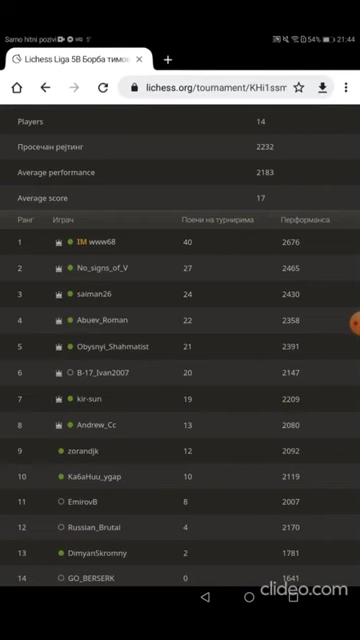 Samo hitni pozivi
54% 21:44
Lichess Liga 5B Борба тимов
lichess.org/tournament/KHi1ssm
Players 14
Просечан рејтинг 2232
Average performance 2183
Average score 17
Ранг Играч Поени на турнирима Перформанса
1 IM www68 40 2676
2 No_signs_of_V 27 2465
3 saiman26 24 2430
4 Abuev_Roman 22 2358
5 Obysnyi_Shahmatist 21 2391
6 B-17_Ivan2007 20 2147
7 kir-sun 19 2209
8 Andrew_Cc 13 2080
9 zorandjk 12 2092
10 Ka6aHuu_ygap 10 2119
11 EmirovB 8 2007
12 Russian_Brutal 4 2170
13 DimyanSkromny 2 1781
14 GO_BERSERK 0 1641
clideo.com